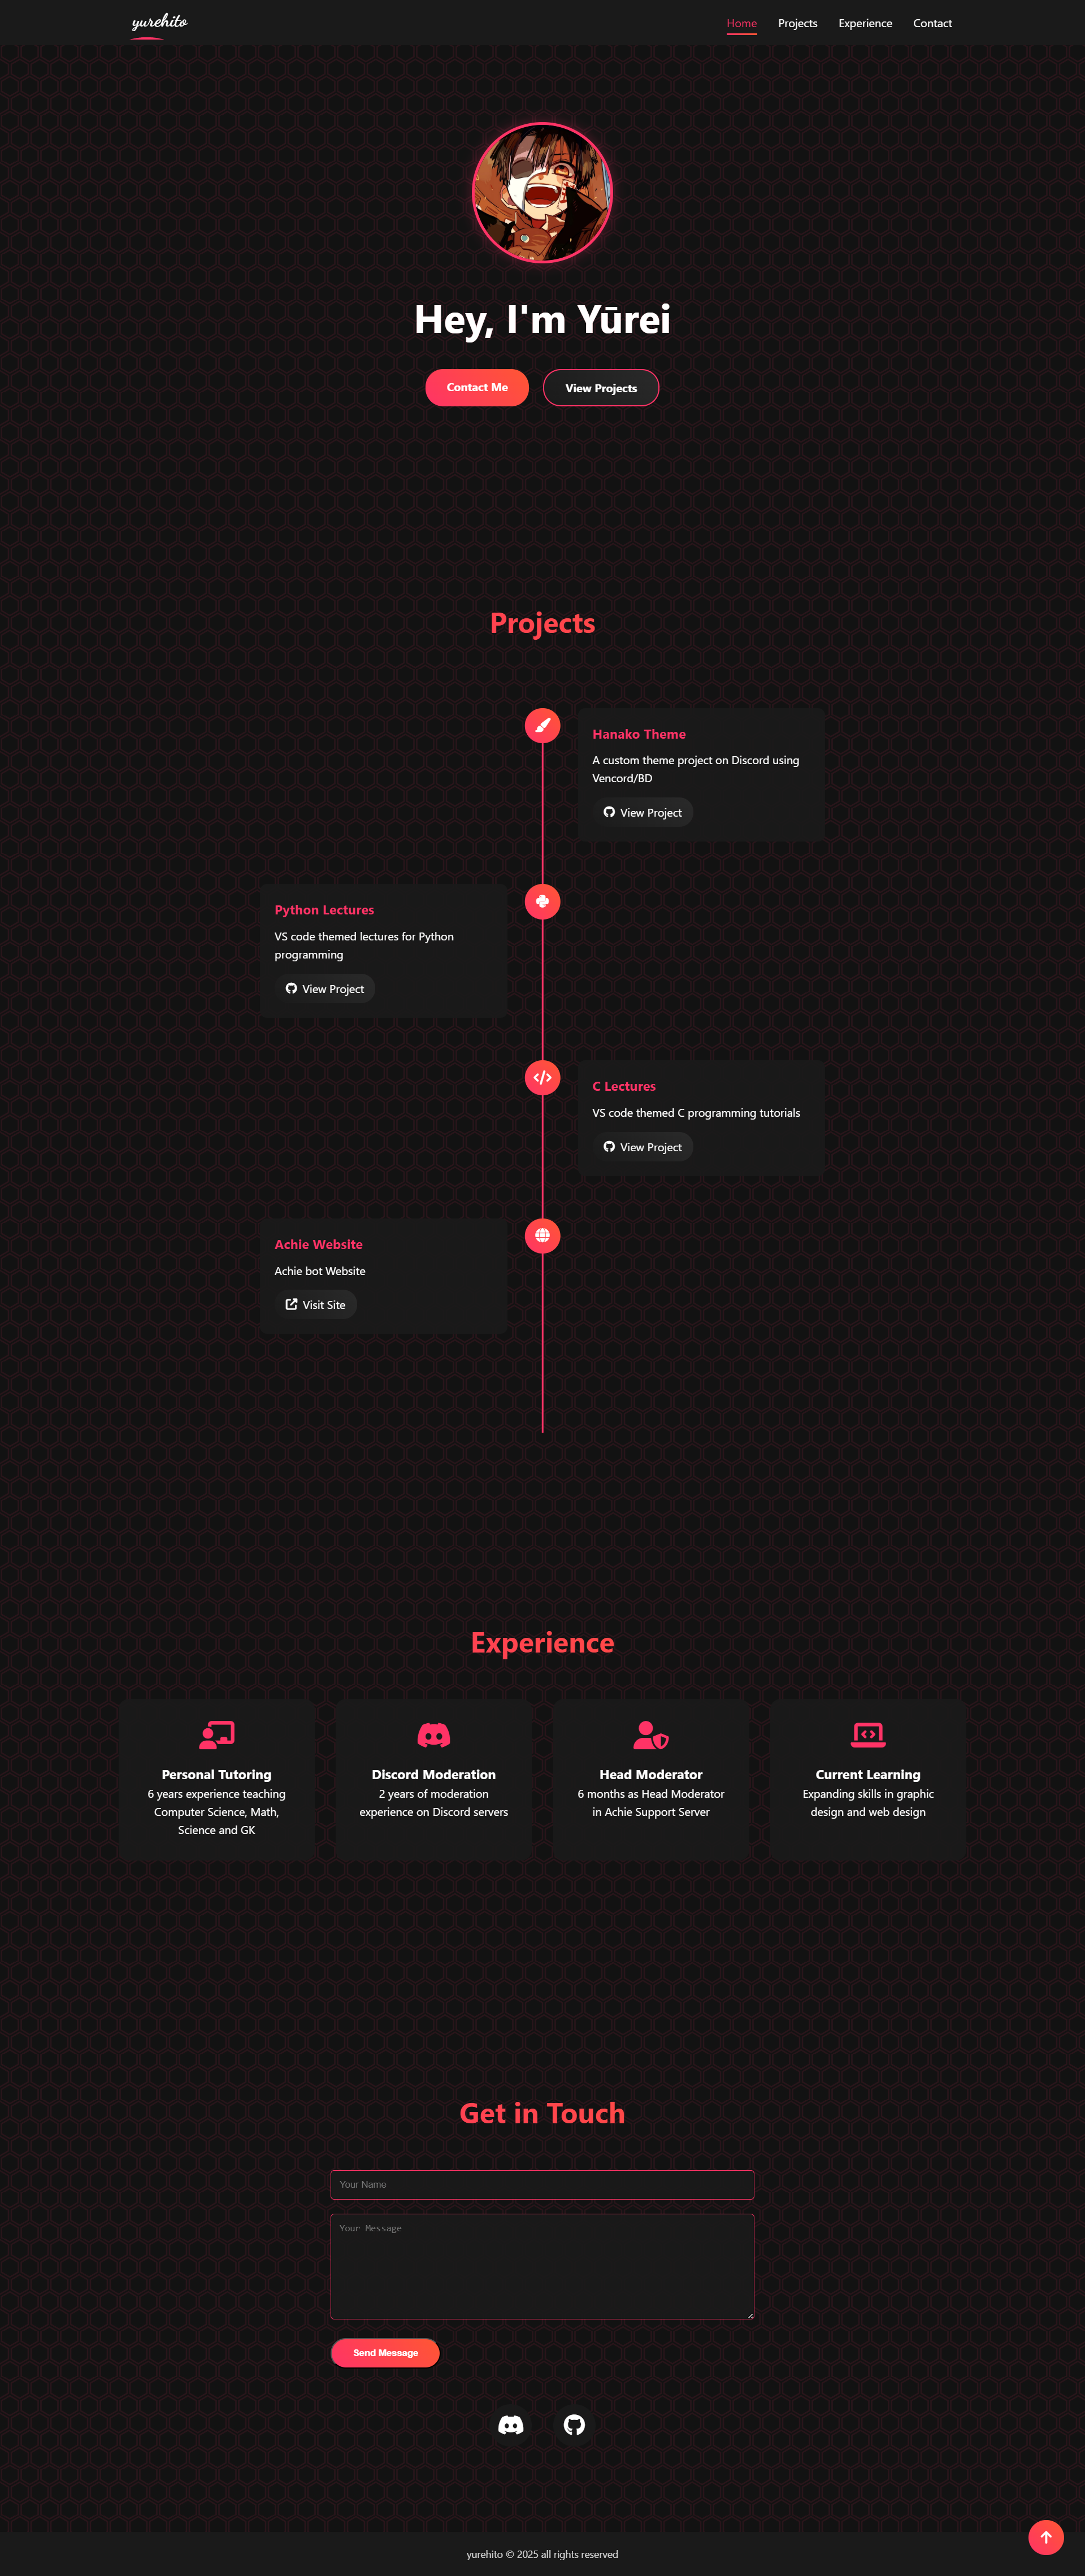 yurehito
Home Projects Experience Contact
Hey, I'm Yūrei
Contact Me View Projects
Projects
Hanako Theme
A custom theme project on Discord using
Vencord/BD
View Project
Python Lectures
VS code themed lectures for Python
programming
View Project
C Lectures
VS code themed C programming tutorials
View Project
Achie Website
Achie bot Website
Visit Site
Experience
Personal Tutoring
6 years experience teaching
Computer Science, Math,
Science and GK
Discord Moderation
2 years of moderation
experience on Discord servers
Head Moderator
6 months as Head Moderator
in Achie Support Server
Current Learning
Expanding skills in graphic
design and web design
Get in Touch
Your Name
Your Message
Send Message
yurehito © 2025 all rights reserved